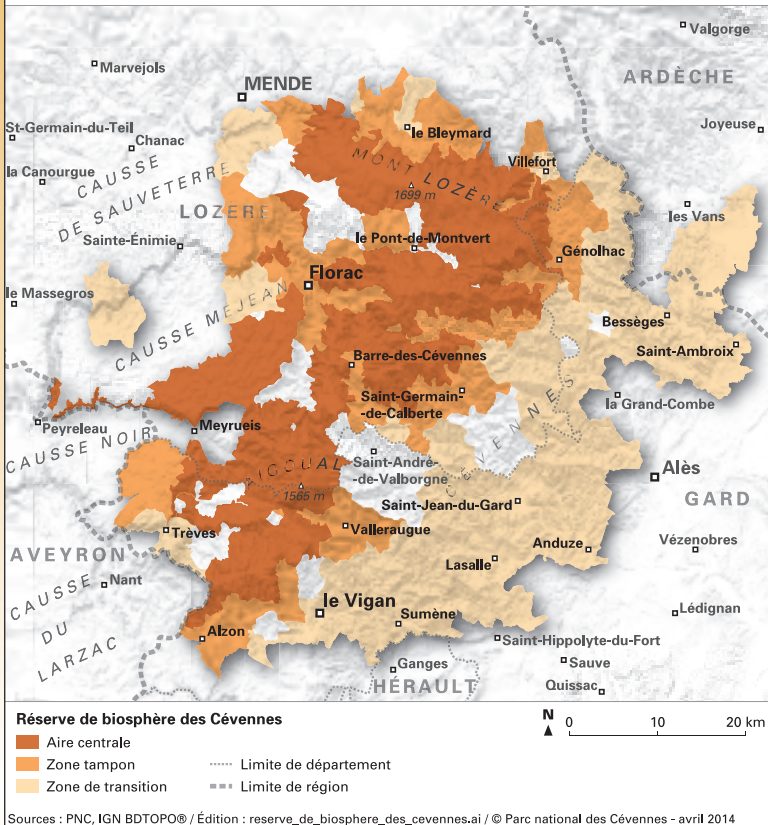 Valgorge
Marvejols
ARDÈCHE
MENDE
St-Germain-du-Teil
le Bleymard
Joyeuse
Chanac
la Canourgue
CAUSSE
DE SAUVETERRE
MONT LOZÈRE
Villefort
1699 m
LOZÈRE
les Vans
Sainte-Énimie
le Pont-de-Montvert
Génolhac
Florac
le Massegros
CAUSSE MEJEAN
Bessèges
Saint-Ambroix
Barre-des-Cévennes
Saint-Germain-
-de-Calberte
la Grand-Combe
CÉVENNES
Peyreleau
Meyrueis
CAUSSE NOIR
AIGOUAL
Saint-André-
-de-Valborgne
Alès
1565 m
Saint-Jean-du-Gard
GARD
Trèves
Valleraugue
Anduze
Vézenobres
AVEYRON
Lasalle
Nant
CAUSSE
DU
LARZAC
le Vigan
Sumène
Lédignan
Alzon
Saint-Hippolyte-du-Fort
Ganges
Sauve
HÉRAULT
Quissac
Réserve de biosphère des Cévennes
N 0 10 20 km
Aire centrale
Zone tampon
Limite de département
Zone de transition
Limite de région
Sources : PNC, IGN BDTOPO® / Édition : reserve_de_biosphere_des_cevennes.ai / © Parc national des Cévennes - avril 2014